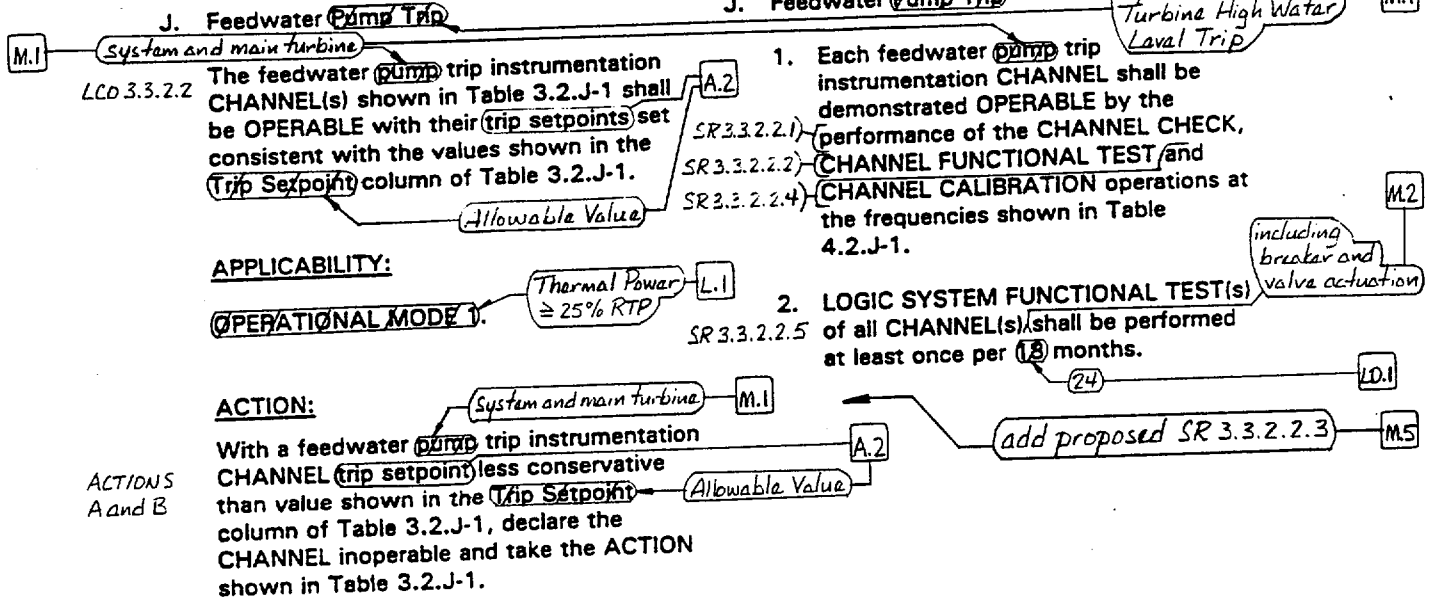 J. Feedwater Pump Trip
M.1
System and main turbine
LCO 3.3.2.2
The feedwater pump trip instrumentation
CHANNEL(s) shown in Table 3.2.J-1 shall
be OPERABLE with their trip setpoints set
consistent with the values shown in the
Trip Setpoint column of Table 3.2.J-1.
A.2
Allowable Value
APPLICABILITY:
OPERATIONAL MODE 1.
Thermal Power
≥ 25% RTP
L.1
ACTION:
System and main turbine
M.1
ACTIONS
A and B
With a feedwater pump trip instrumentation
CHANNEL trip setpoint less conservative
than value shown in the Trip Setpoint
column of Table 3.2.J-1, declare the
CHANNEL inoperable and take the ACTION
shown in Table 3.2.J-1.
A.2
Allowable Value
J. Feedwater Pump Trip
Turbine High Water
Level Trip
1. Each feedwater pump trip
instrumentation CHANNEL shall be
demonstrated OPERABLE by the
SR 3.3.2.2.1 performance of the CHANNEL CHECK,
SR 3.3.2.2.2 CHANNEL FUNCTIONAL TEST and
SR 3.3.2.2.4 CHANNEL CALIBRATION operations at
the frequencies shown in Table
4.2.J-1.
M.2
including
breaker and
valve actuation
2. LOGIC SYSTEM FUNCTIONAL TEST(s)
SR 3.3.2.2.5 of all CHANNEL(s) shall be performed
at least once per 18 months.
24
LD.1
add proposed SR 3.3.2.2.3
M.5